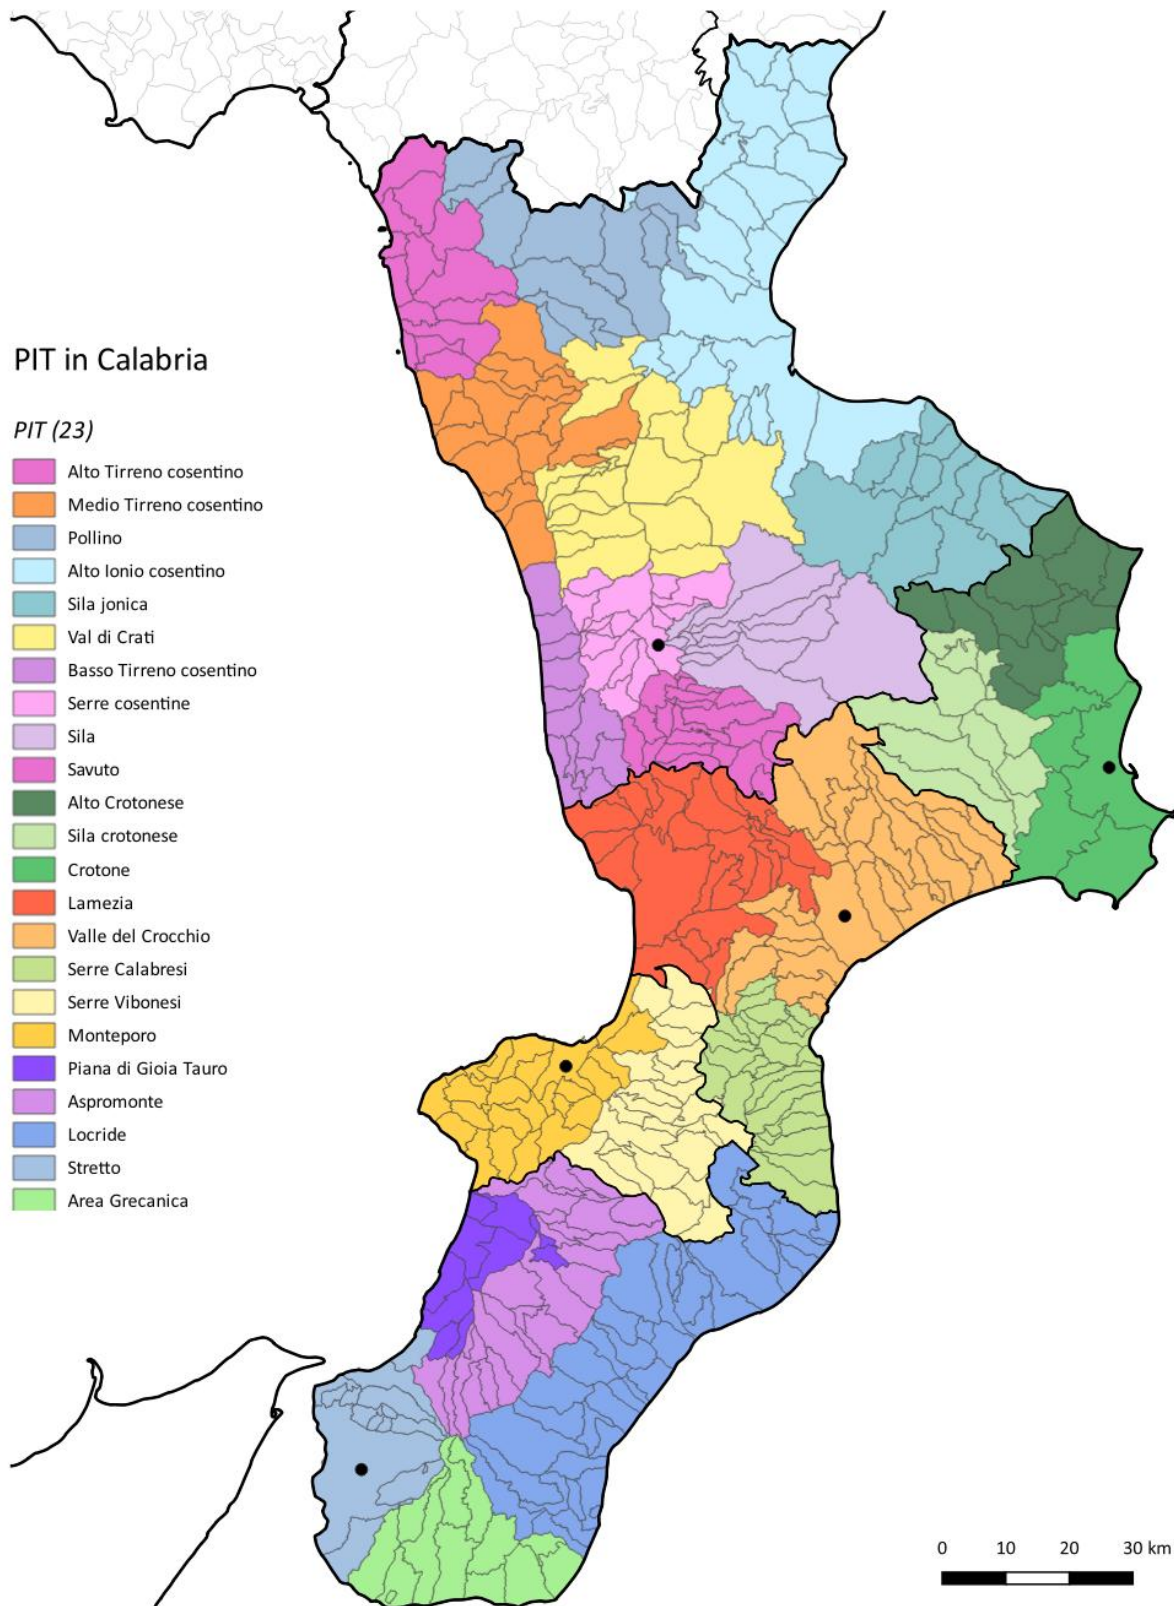 PIT in Calabria
PIT (23)
Alto Tirreno cosentino
Medio Tirreno cosentino
Pollino
Alto Ionio cosentino
Sila jonica
Val di Crati
Basso Tirreno cosentino
Serre cosentine
Sila
Savuto
Alto Crotonese
Sila crotonese
Crotone
Lamezia
Valle del Crocchio
Serre Calabresi
Serre Vibonesi
Monteporo
Piana di Gioia Tauro
Aspromonte
Locride
Stretto
Area Grecanica
0 10 20 30 km